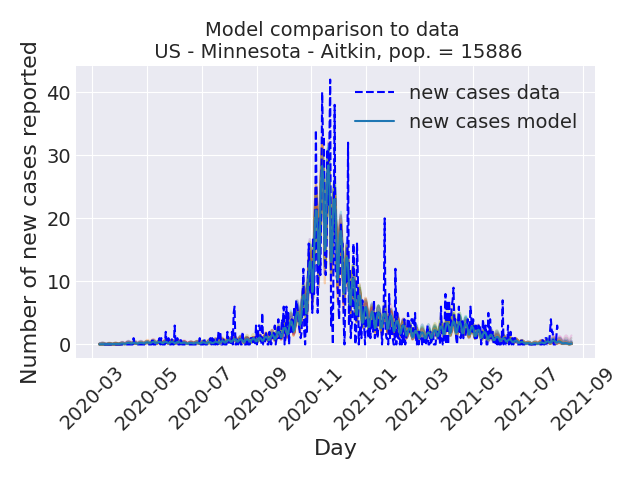 Model comparison to data
US - Minnesota - Aitkin, pop. = 15886
Number of new cases reported
40
30
20
10
0
new cases data
new cases model
2020-03
2020-05
2020-07
2020-09
2020-11
2021-01
2021-03
2021-05
2021-07
2021-09
Day